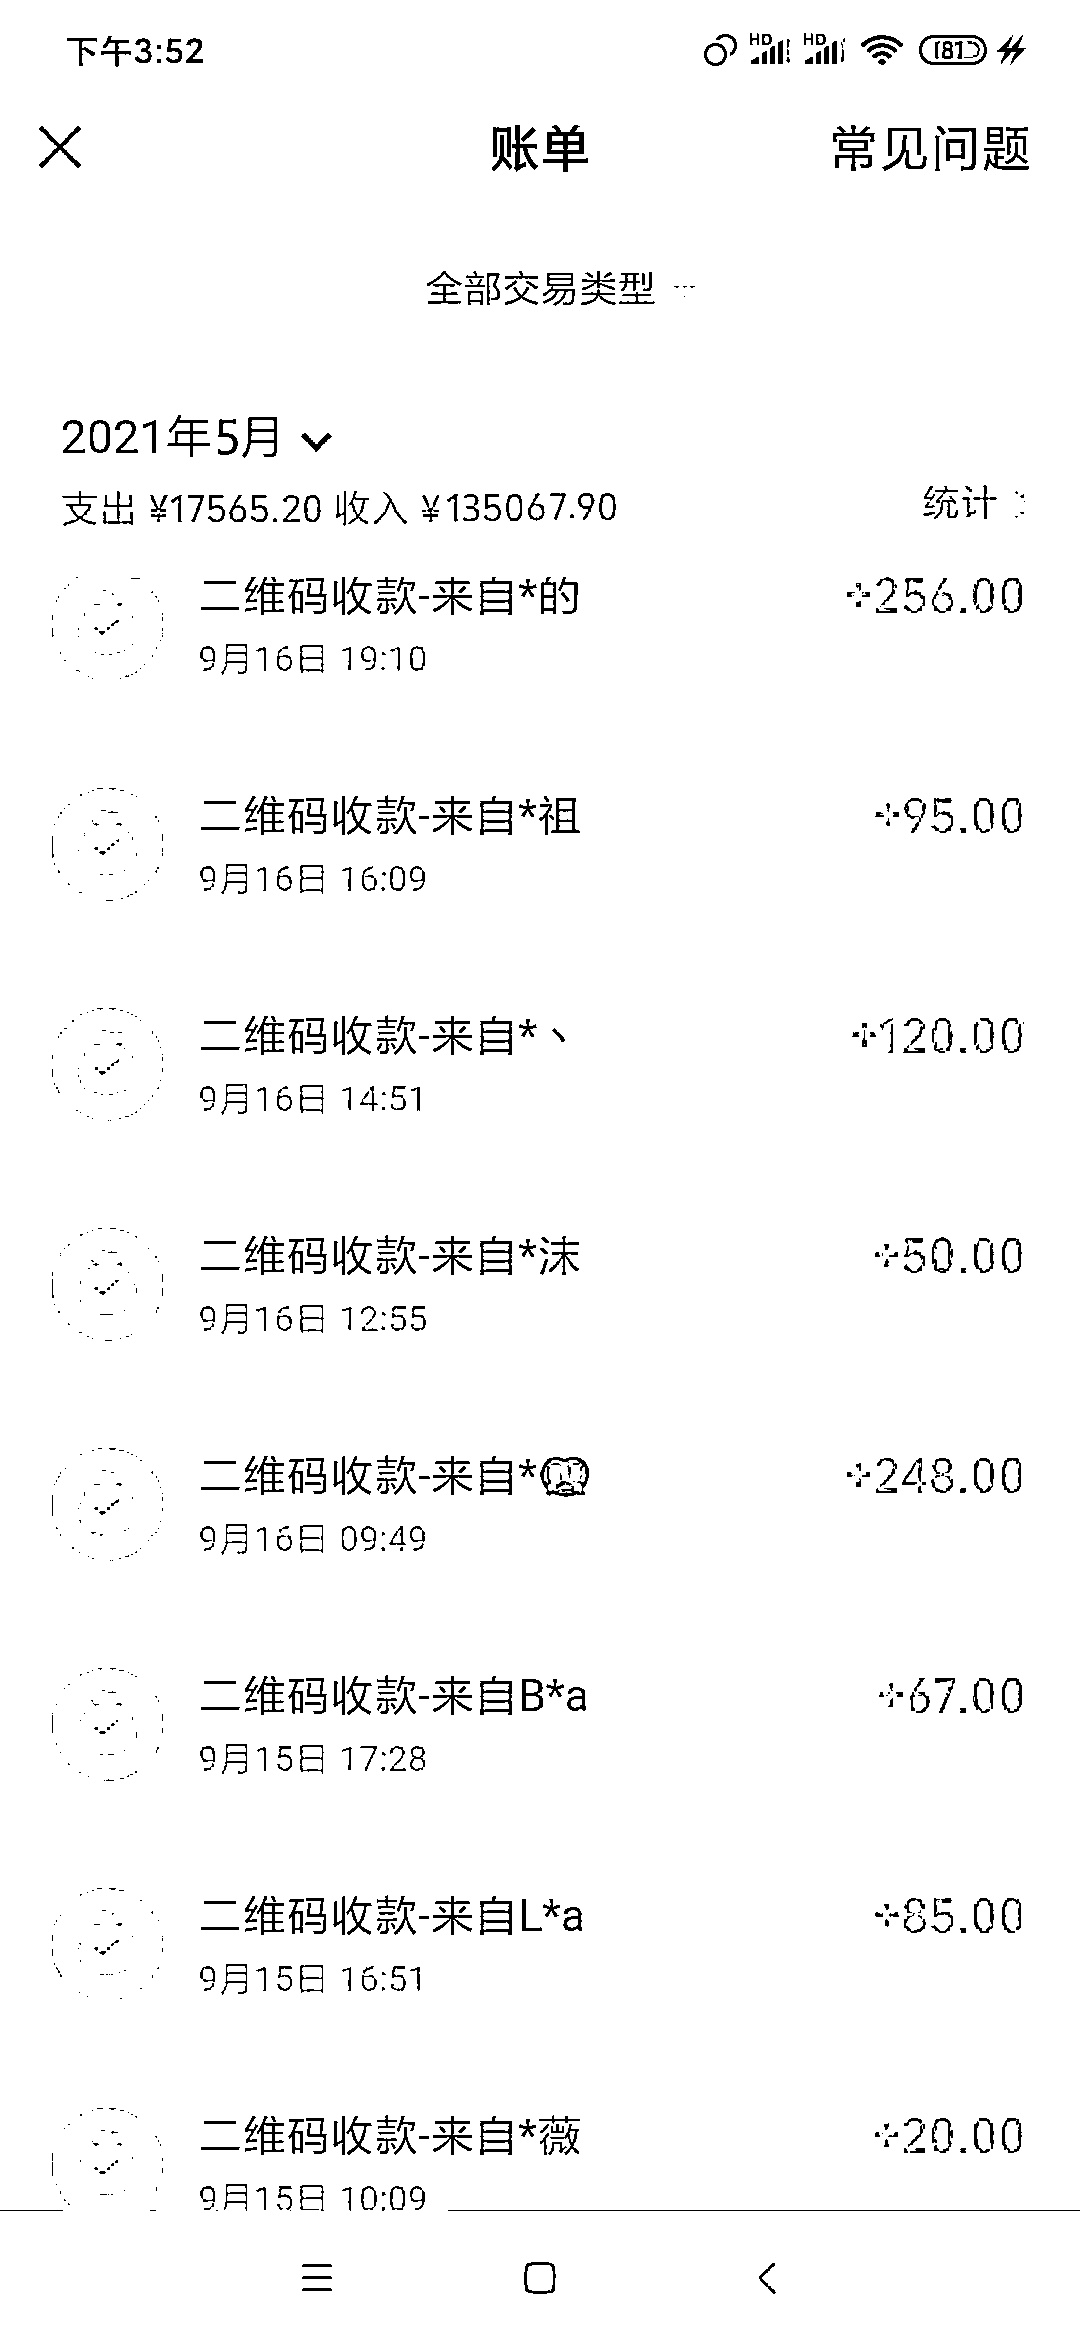 下午3:52 HD HD 81
账单 常见问题
全部交易类型
2021年5月
支出 ¥17565.20 收入 ¥135067.90 统计
二维码收款-来自*的 +256.00
9月16日 19:10
二维码收款-来自*祖 +95.00
9月16日 16:09
二维码收款-来自*丶 +120.00
9月16日 14:51
二维码收款-来自*沫 +50.00
9月16日 12:55
二维码收款-来自* +248.00
9月16日 09:49
二维码收款-来自B*a +67.00
9月15日 17:28
二维码收款-来自L*a +85.00
9月15日 16:51
二维码收款-来自*薇 +20.00
9月15日 10:09